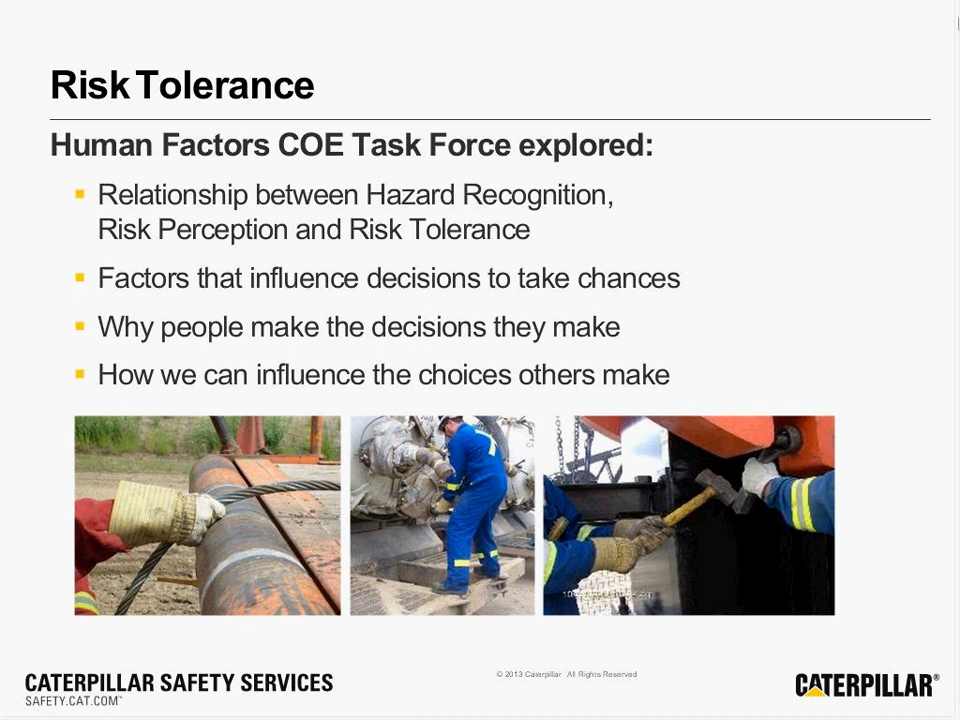 Risk Tolerance
Human Factors COE Task Force explored:
Relationship between Hazard Recognition,
Risk Perception and Risk Tolerance
Factors that influence decisions to take chances
Why people make the decisions they make
How we can influence the choices others make
© 2013 Caterpillar All Rights Reserved
CATERPILLAR SAFETY SERVICES
SAFETY.CAT.COM™
CATERPILLAR®